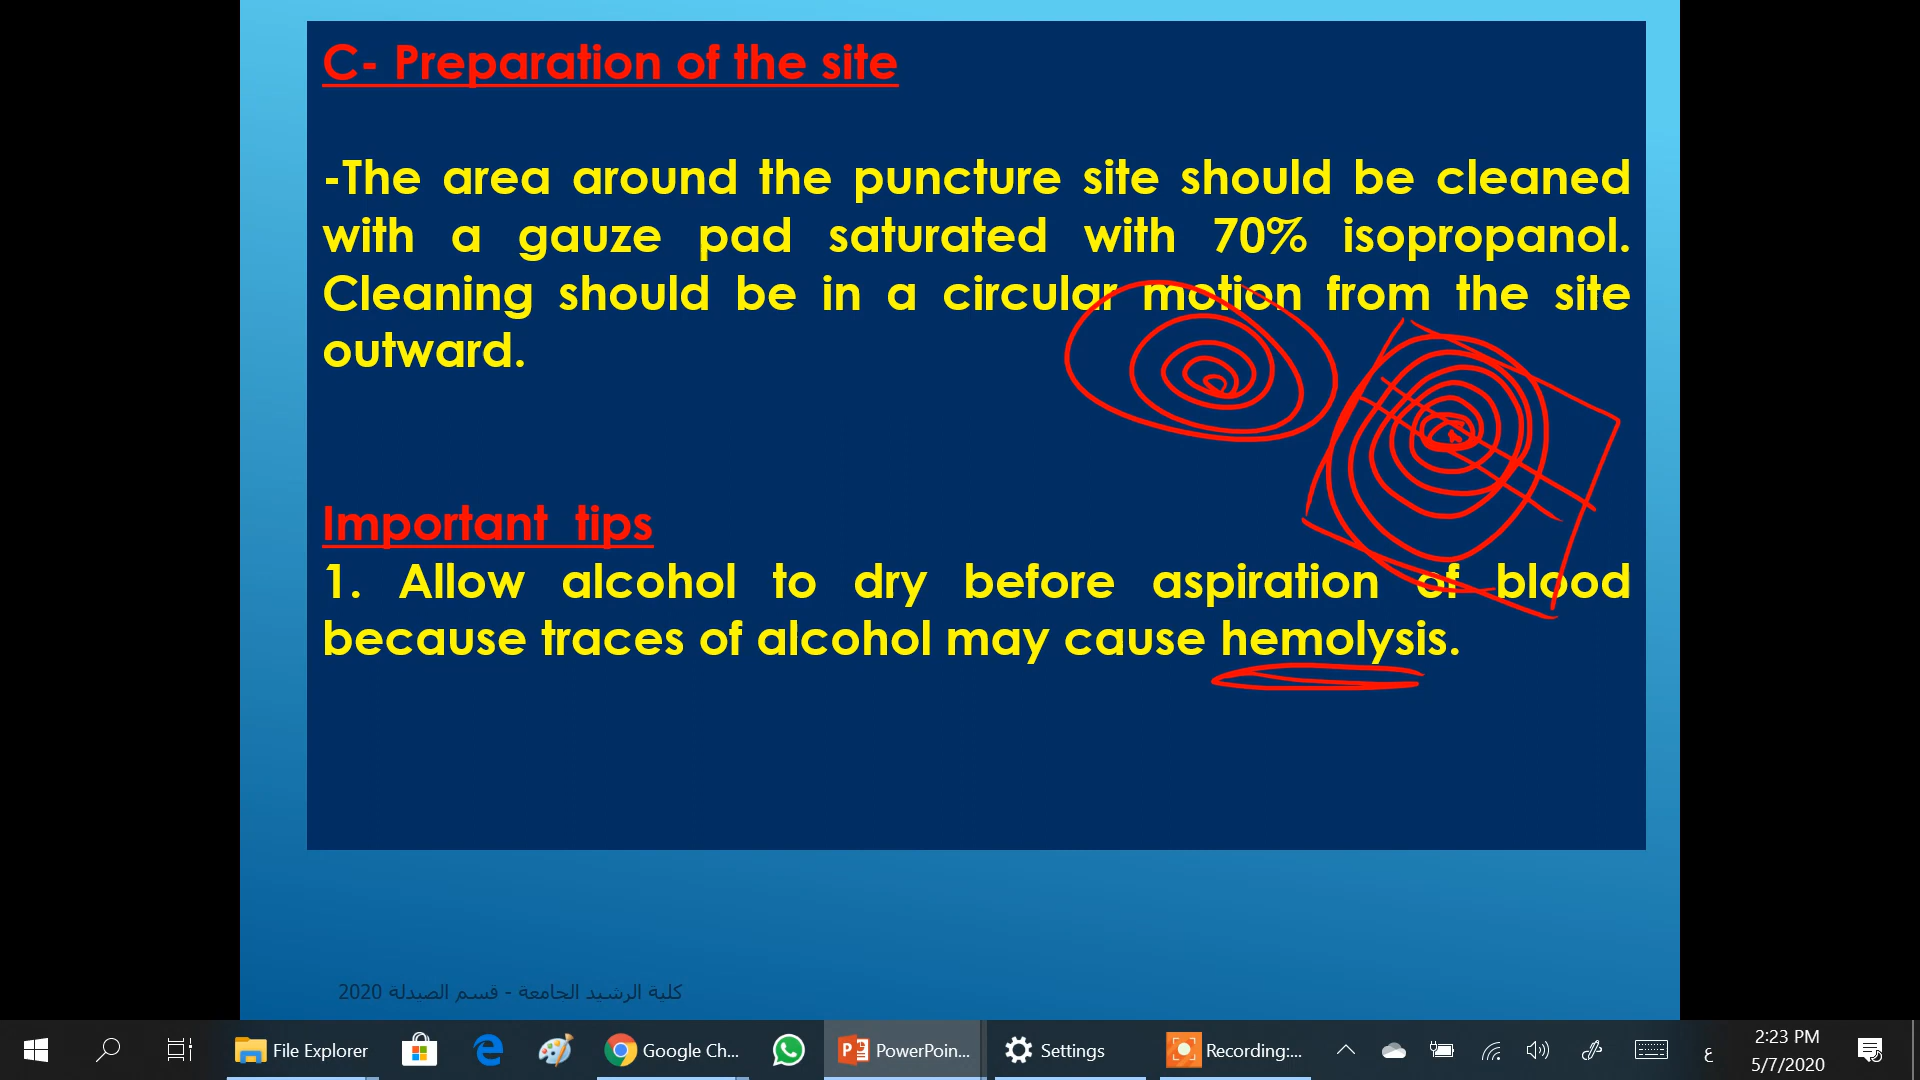 C- Preparation of the site
-The area around the puncture site should be cleaned
with a gauze pad saturated with 70% isopropanol.
Cleaning should be in a circular motion from the site
outward.
Important tips
1. Allow alcohol to dry before aspiration of blood
because traces of alcohol may cause hemolysis.
كلية الرشيد الجامعة - قسم الصيدلة 2020
File Explorer
Google Ch...
PowerPoin...
Settings
Recording:...
ع
2:23 PM
5/7/2020